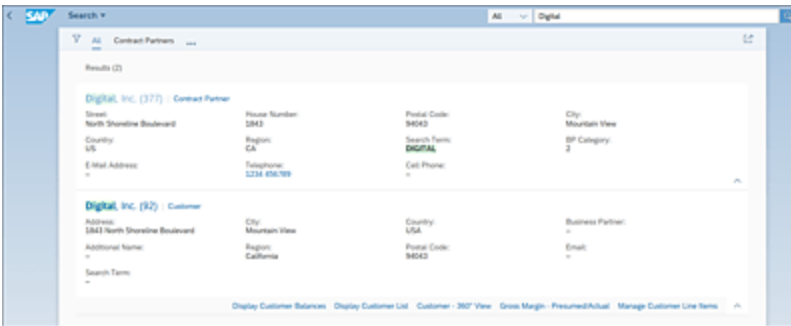 SAP Search All Digital
All Contract Partners ...
Results (2)
Digital, Inc. (377) | Contract Partner
Street: House Number: Postal Code: City:
North Shoreline Boulevard 1843 94043 Mountain View
Country: Region: Search Term: BP Category:
US CA DIGITAL 2
E-Mail Address: Telephone: Cell Phone:
– 1234 456789 –
Digital, Inc. (92) | Customer
Address: City: Country: Business Partner:
1843 North Shoreline Boulevard Mountain View USA –
Additional Name: Region: Postal Code: Email:
– California 94043 –
Search Term:
–
Display Customer Balances Display Customer List Customer - 360° View Gross Margin - Presumed/Actual Manage Customer Line Items